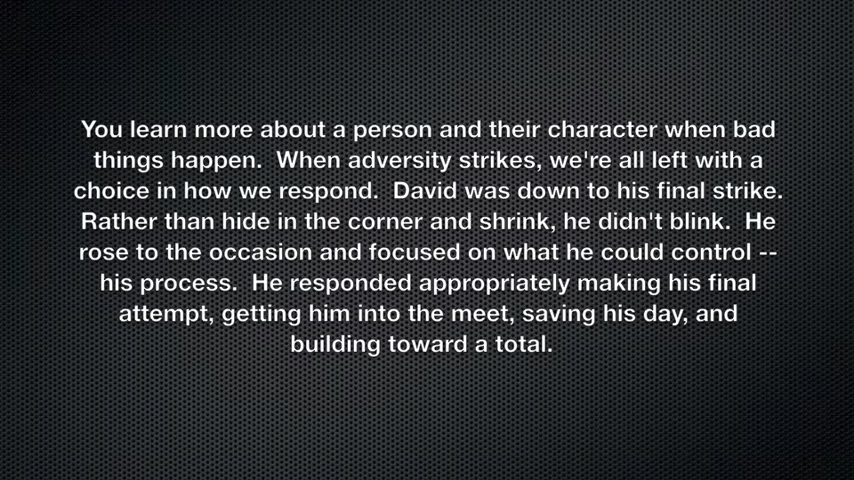 You learn more about a person and their character when bad
things happen.  When adversity strikes, we're all left with a
choice in how we respond.  David was down to his final strike.
Rather than hide in the corner and shrink, he didn't blink.  He
rose to the occasion and focused on what he could control --
his process.  He responded appropriately making his final
attempt, getting him into the meet, saving his day, and
building toward a total.